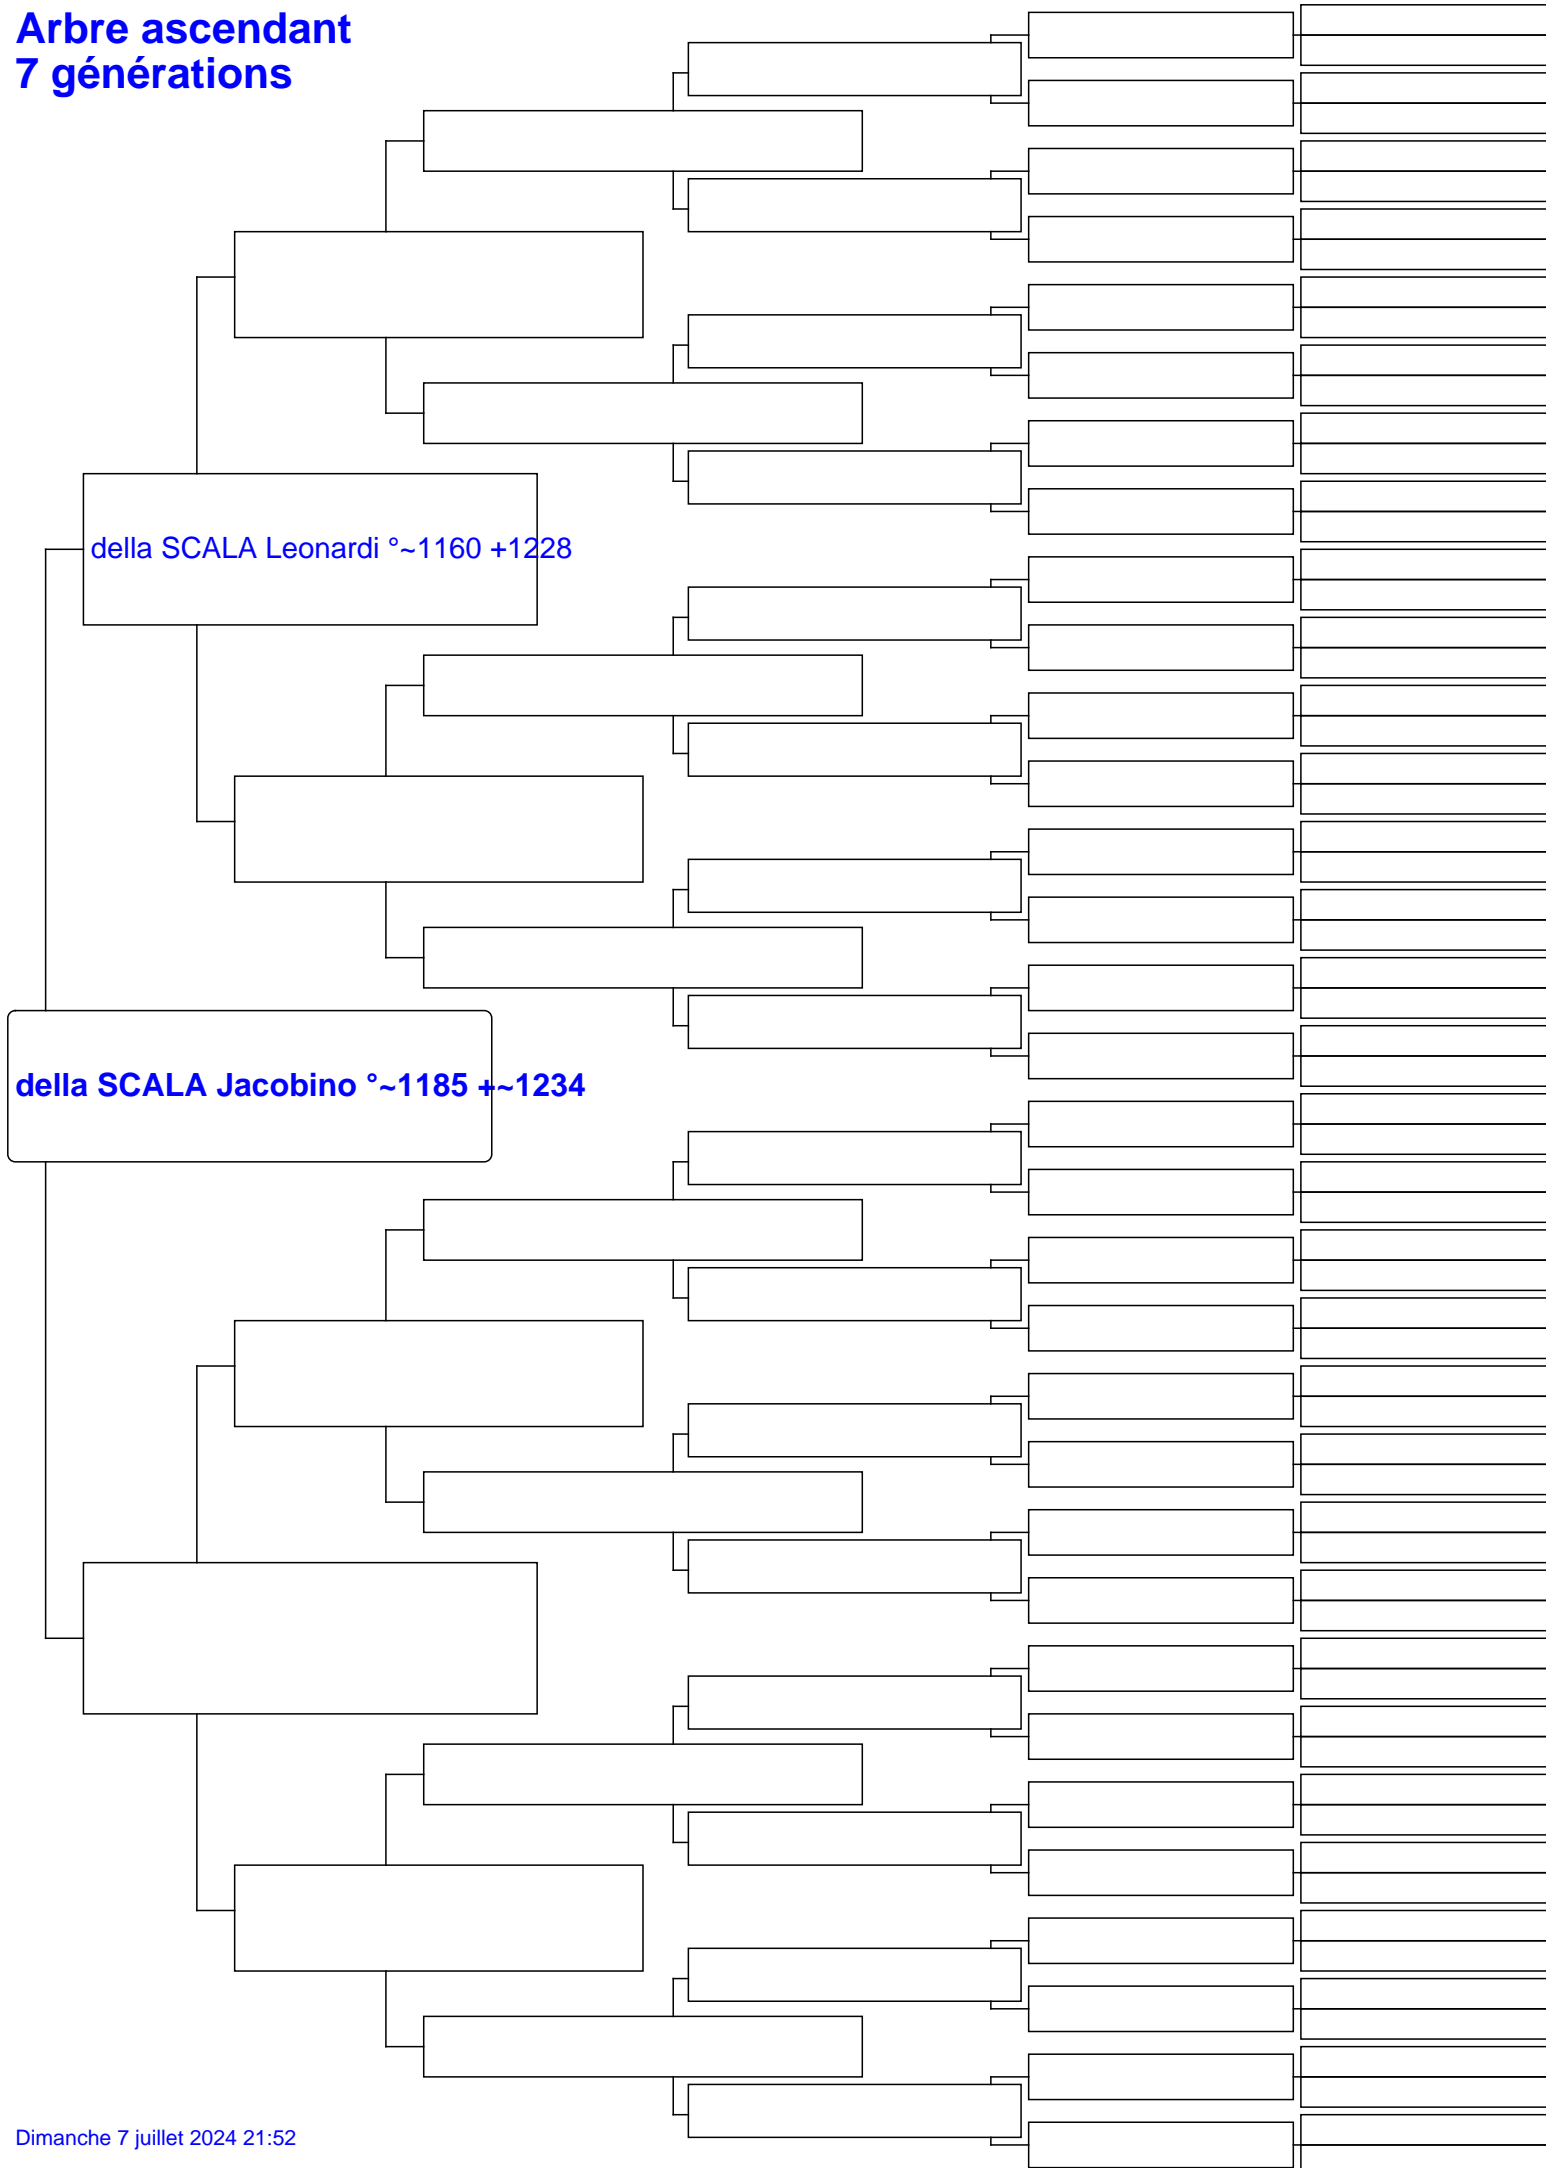 Arbre ascendant
7 générations
della SCALA Leonardi °~1160 +1228
della SCALA Jacobino °~1185 +~1234
Dimanche 7 juillet 2024 21:52